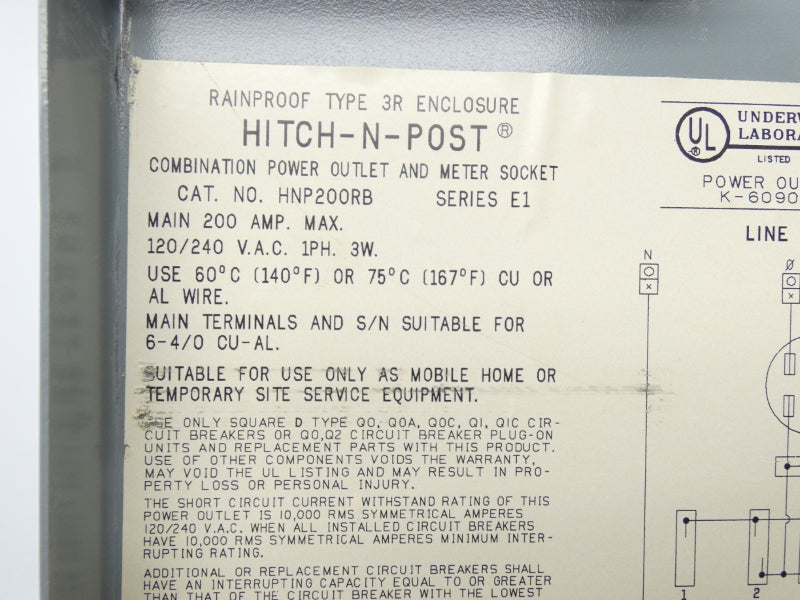 RAINPROOF TYPE 3R ENCLOSURE
HITCH-N-POST®
COMBINATION POWER OUTLET AND METER SOCKET
CAT. NO. HNP200RB SERIES E1
MAIN 200 AMP. MAX.
120/240 V.A.C. 1PH. 3W.
USE 60°C (140°F) OR 75°C (167°F) CU OR
AL WIRE.
MAIN TERMINALS AND S/N SUITABLE FOR
6-4/0 CU-AL.
SUITABLE FOR USE ONLY AS MOBILE HOME OR
TEMPORARY SITE SERVICE EQUIPMENT.
USE ONLY SQUARE D TYPE QO, QOA, QOC, Q1, Q1C CIR-
CUIT BREAKERS OR QO,Q2 CIRCUIT BREAKER PLUG-ON
UNITS AND REPLACEMENT PARTS WITH THIS PRODUCT.
USE OF OTHER COMPONENTS VOIDS THE WARRANTY,
MAY VOID THE UL LISTING AND MAY RESULT IN PRO-
PERTY LOSS OR PERSONAL INJURY.
THE SHORT CIRCUIT CURRENT WITHSTAND RATING OF THIS
POWER OUTLET IS 10,000 RMS SYMMETRICAL AMPERES
120/240 V.A.C. WHEN ALL INSTALLED CIRCUIT BREAKERS
HAVE 10,000 RMS SYMMETRICAL AMPERES MINIMUM INTER-
RUPTING RATING.
ADDITIONAL OR REPLACEMENT CIRCUIT BREAKERS SHALL
HAVE AN INTERRUPTING CAPACITY EQUAL TO OR GREATER
THAN THAT OF THE CIRCUIT BREAKER WITH THE LOWEST
UL ®
UNDERW
LABORA
LISTED
POWER OU
K-6090
LINE
N
Ø
1 2